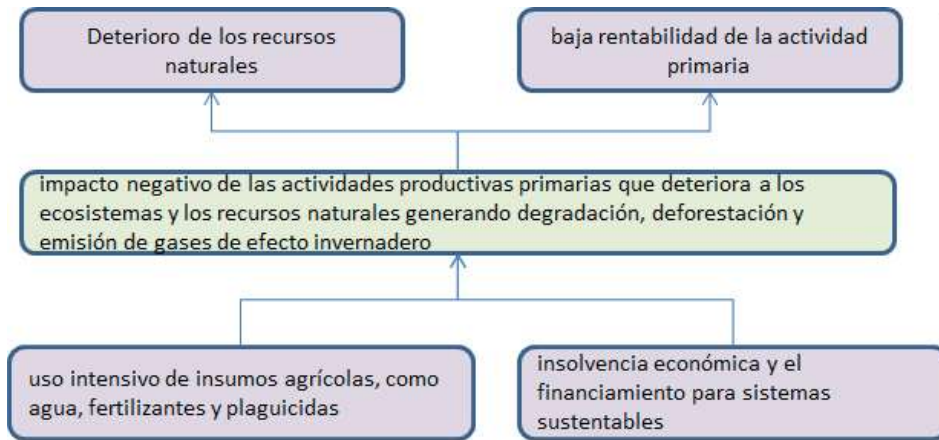 Deterioro de los recursos
naturales
baja rentabilidad de la actividad
primaria
impacto negativo de las actividades productivas primarias que deteriora a los
ecosistemas y los recursos naturales generando degradación, deforestación y
emisión de gases de efecto invernadero
uso intensivo de insumos agrícolas, como
agua, fertilizantes y plaguicidas
insolvencia económica y el
financiamiento para sistemas
sustentables